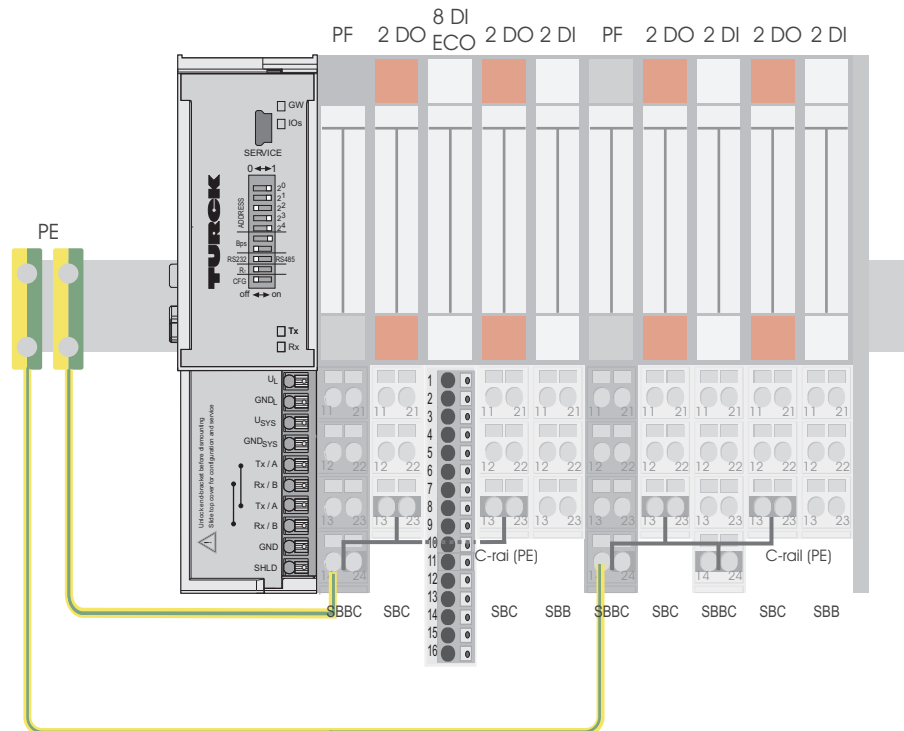 8 DI
PF 2 DO ECO 2 DO 2 DI PF 2 DO 2 DI 2 DO 2 DI
GW
IOs
SERVICE
0 1
2⁰
2¹
2²
2³
2⁴
ADDRESS
Bps
RS232 RS485
CFG
off on
TURCK
PE
Tx
Rx
UL
GNDL
USYS
GNDSYS
Tx / A
Rx / B
Tx / A
Rx / B
GND
SHLD
Unlock end-bracket before dismounting
Slide top cover for configuration and service
1
2
3
4
5
6
7
8
9
10
11
12
13
14
15
16
11 21 11 21 11 21 11 21 11 21 11 21 11 21 11 21 11 21
12 22 12 22 12 22 12 22 12 22 12 22 12 22 12 22 12 22
13 23 13 23 13 23 13 23 13 23 13 23 13 23 13 23 13 23
C-rai (PE) C-rail (PE)
24 24 14 24
SBBC SBC SBC SBB SBBC SBC SBBC SBC SBB